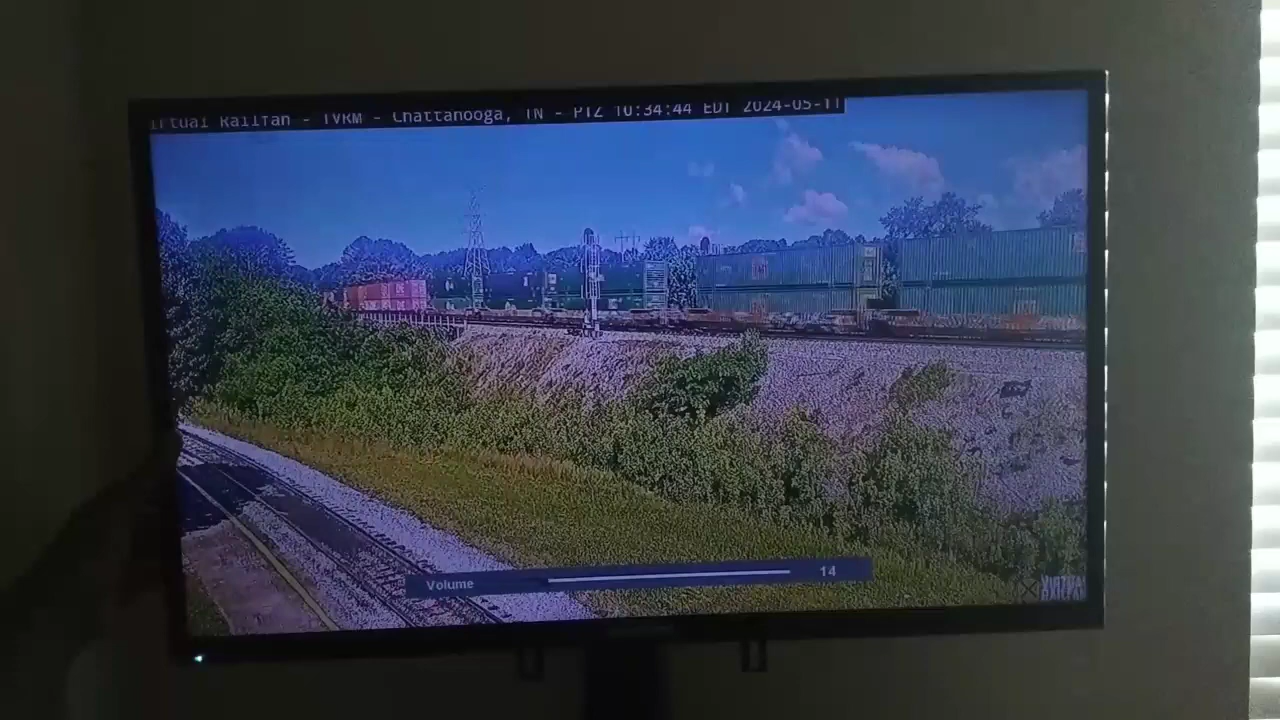 irtual Railfan - TVRM - Chattanooga, TN - PTZ 10:34:44 EDT 2024-05-11
Volume 14